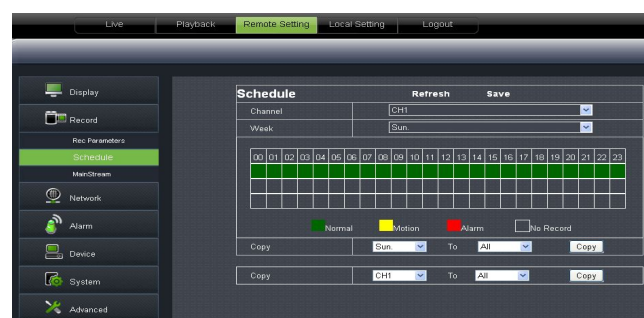 Live Playback Remote Setting Local Setting Logout
Display
Record
Rec Parameters
Schedule
MainStream
Network
Alarm
Device
System
Advanced
Schedule Refresh Save
Channel CH1
Week Sun.
00 01 02 03 04 05 06 07 08 09 10 11 12 13 14 15 16 17 18 19 20 21 22 23
Normal Motion Alarm No Record
Copy Sun. To All Copy
Copy CH1 To All Copy